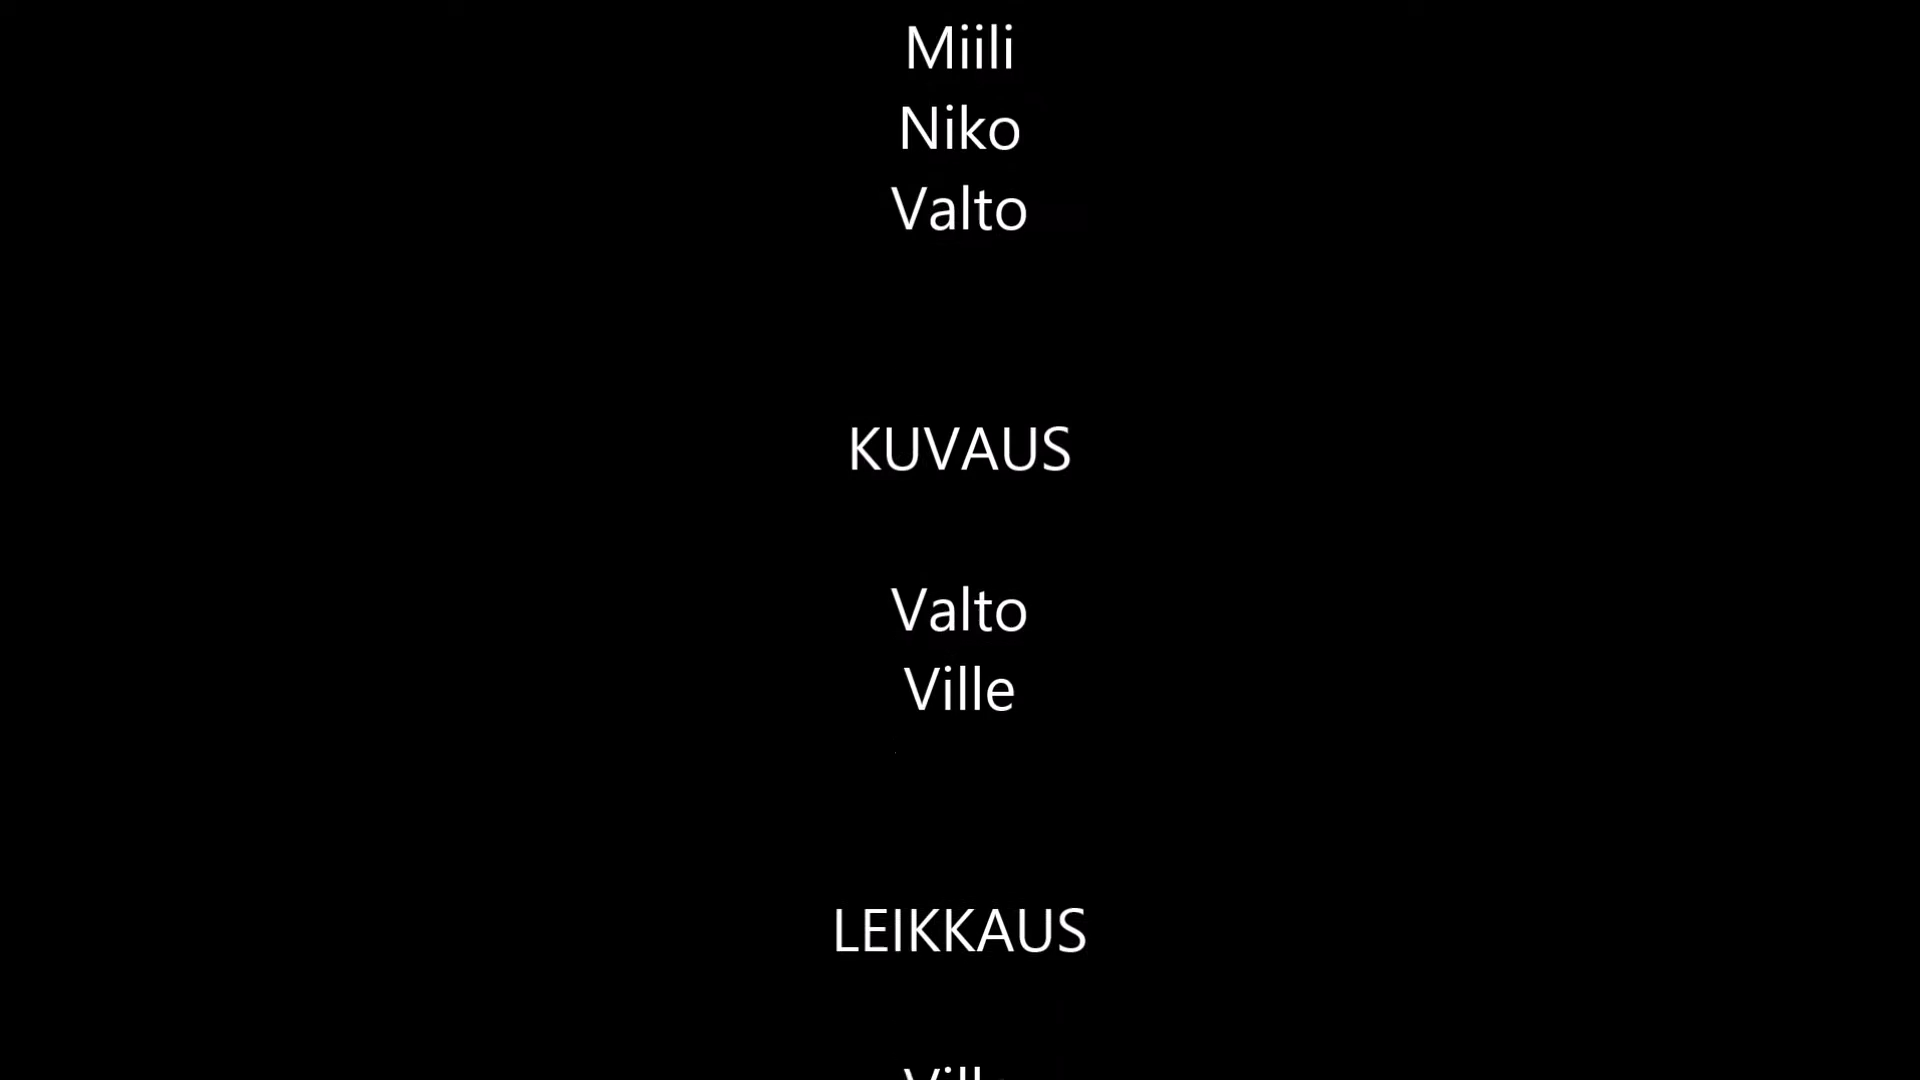 Miili
Niko
Valto
KUVAUS
Valto
Ville
LEIKKAUS